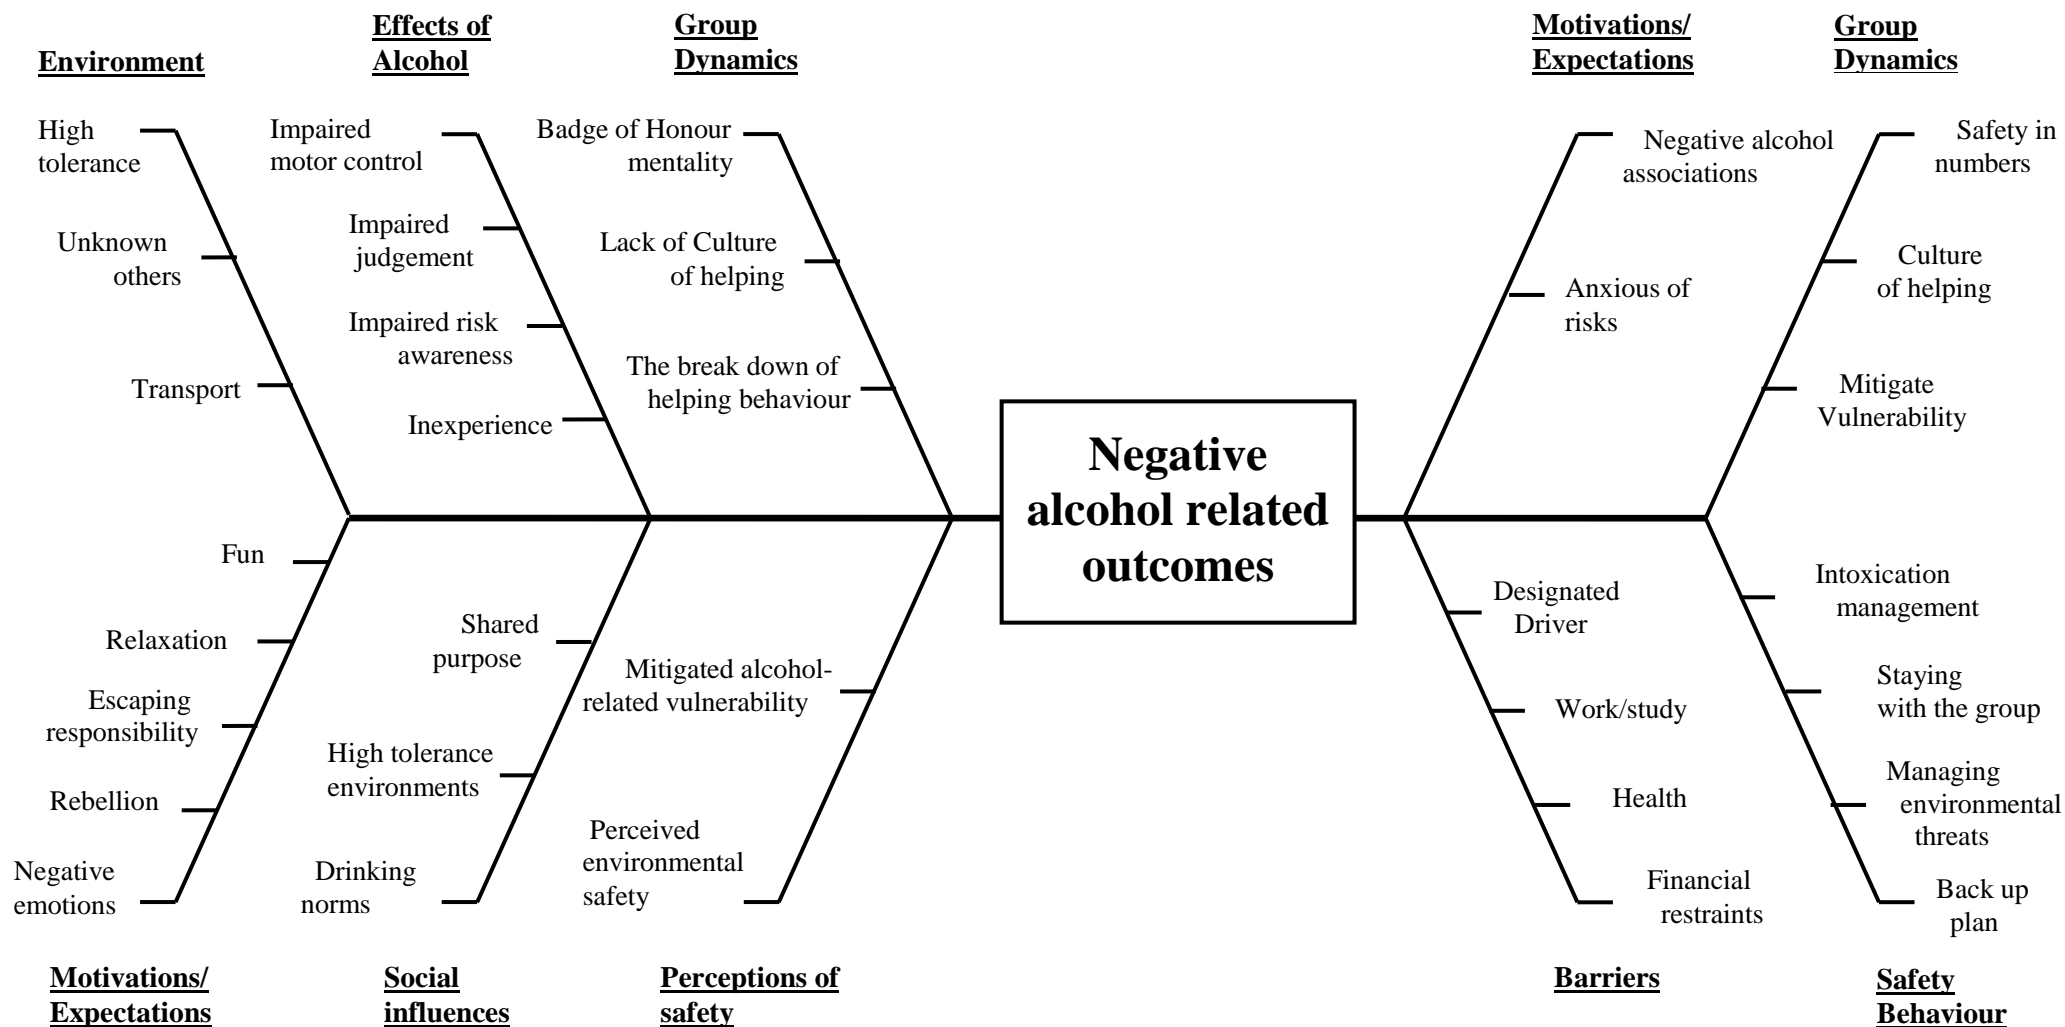 Environment
High
tolerance
Unknown
others
Transport
Effects of
Alcohol
Impaired
motor control
Impaired
judgement
Impaired risk
awareness
Inexperience
Group
Dynamics
Badge of Honour
mentality
Lack of Culture
of helping
The break down of
helping behaviour
Motivations/
Expectations
Negative alcohol
associations
Anxious of
risks
Group
Dynamics
Safety in
numbers
Culture
of helping
Mitigate
Vulnerability
Negative
alcohol related
outcomes
Fun
Relaxation
Escaping
responsibility
Rebellion
Negative
emotions
Motivations/
Expectations
Shared
purpose
High tolerance
environments
Drinking
norms
Social
influences
Mitigated alcohol-
related vulnerability
Perceived
environmental
safety
Perceptions of
safety
Designated
Driver
Work/study
Health
Financial
restraints
Barriers
Intoxication
management
Staying
with the group
Managing
environmental
threats
Back up
plan
Safety
Behaviour